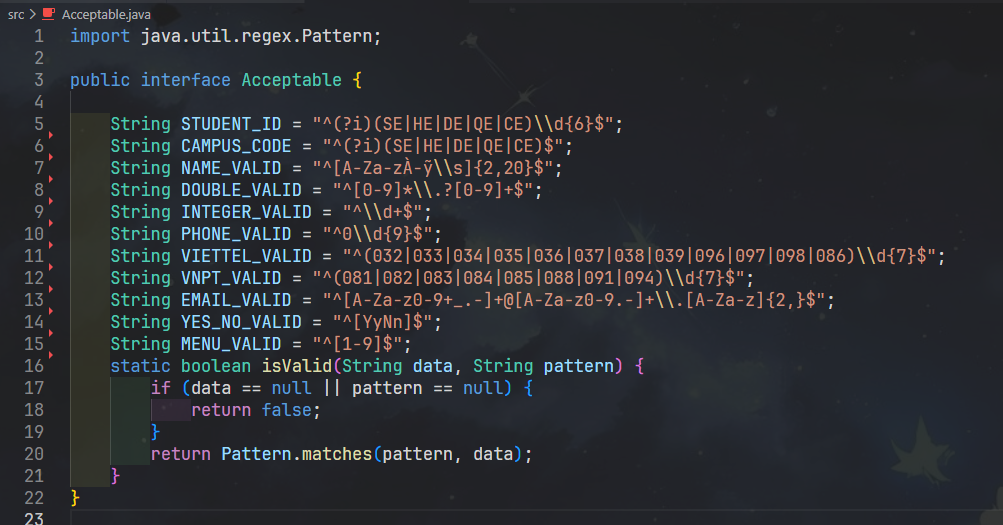 src > Acceptable.java
1 import java.util.regex.Pattern;
2
3 public interface Acceptable {
4
5     String STUDENT_ID = "^(?i)(SE|HE|DE|QE|CE)\\d{6}$";
6     String CAMPUS_CODE = "^(?i)(SE|HE|DE|QE|CE)$";
7     String NAME_VALID = "^[A-Za-zÀ-ỹ\\s]{2,20}$";
8     String DOUBLE_VALID = "^[0-9]*\\.?[0-9]+$";
9     String INTEGER_VALID = "^\\d+$";
10     String PHONE_VALID = "^0\\d{9}$";
11     String VIETTEL_VALID = "^(032|033|034|035|036|037|038|039|096|097|098|086)\\d{7}$";
12     String VNPT_VALID = "^(081|082|083|084|085|088|091|094)\\d{7}$";
13     String EMAIL_VALID = "^[A-Za-z0-9+_.-]+@[A-Za-z0-9.-]+\\.[A-Za-z]{2,}$";
14     String YES_NO_VALID = "^[YyNn]$";
15     String MENU_VALID = "^[1-9]$";
16     static boolean isValid(String data, String pattern) {
17         if (data == null || pattern == null) {
18             return false;
19         }
20         return Pattern.matches(pattern, data);
21     }
22 }
23